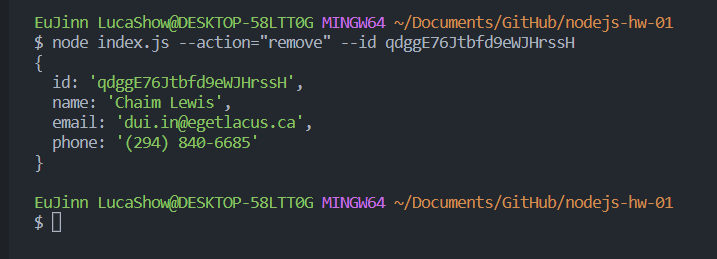 EuJinn LucaShow@DESKTOP-58LTT0G MINGW64 ~/Documents/GitHub/nodejs-hw-01
$ node index.js --action="remove" --id qdggE76Jtbfd9eWJHrssH
{
  id: 'qdggE76Jtbfd9eWJHrssH',
  name: 'Chaim Lewis',
  email: 'dui.in@egetlacus.ca',
  phone: '(294) 840-6685'
}
EuJinn LucaShow@DESKTOP-58LTT0G MINGW64 ~/Documents/GitHub/nodejs-hw-01
$